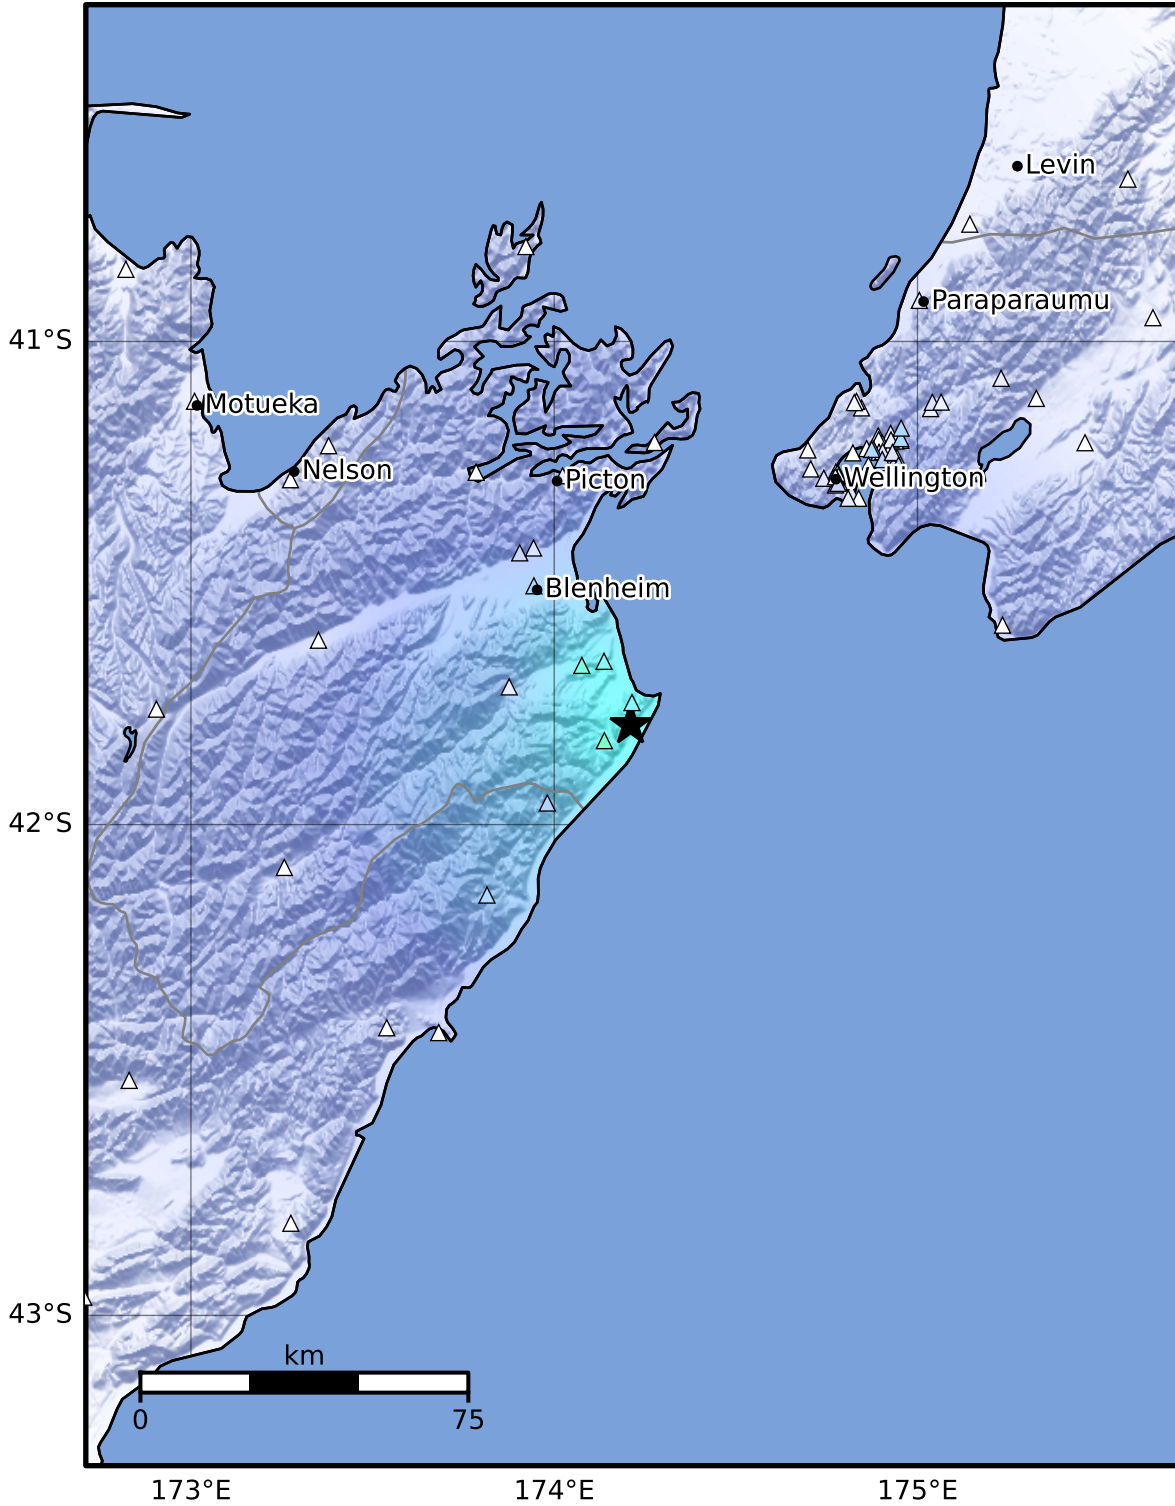 Levin
Paraparaumu
41°S
Motueka
Nelson
Picton
Wellington
Blenheim
42°S
43°S
km
0 75
173°E 174°E 175°E